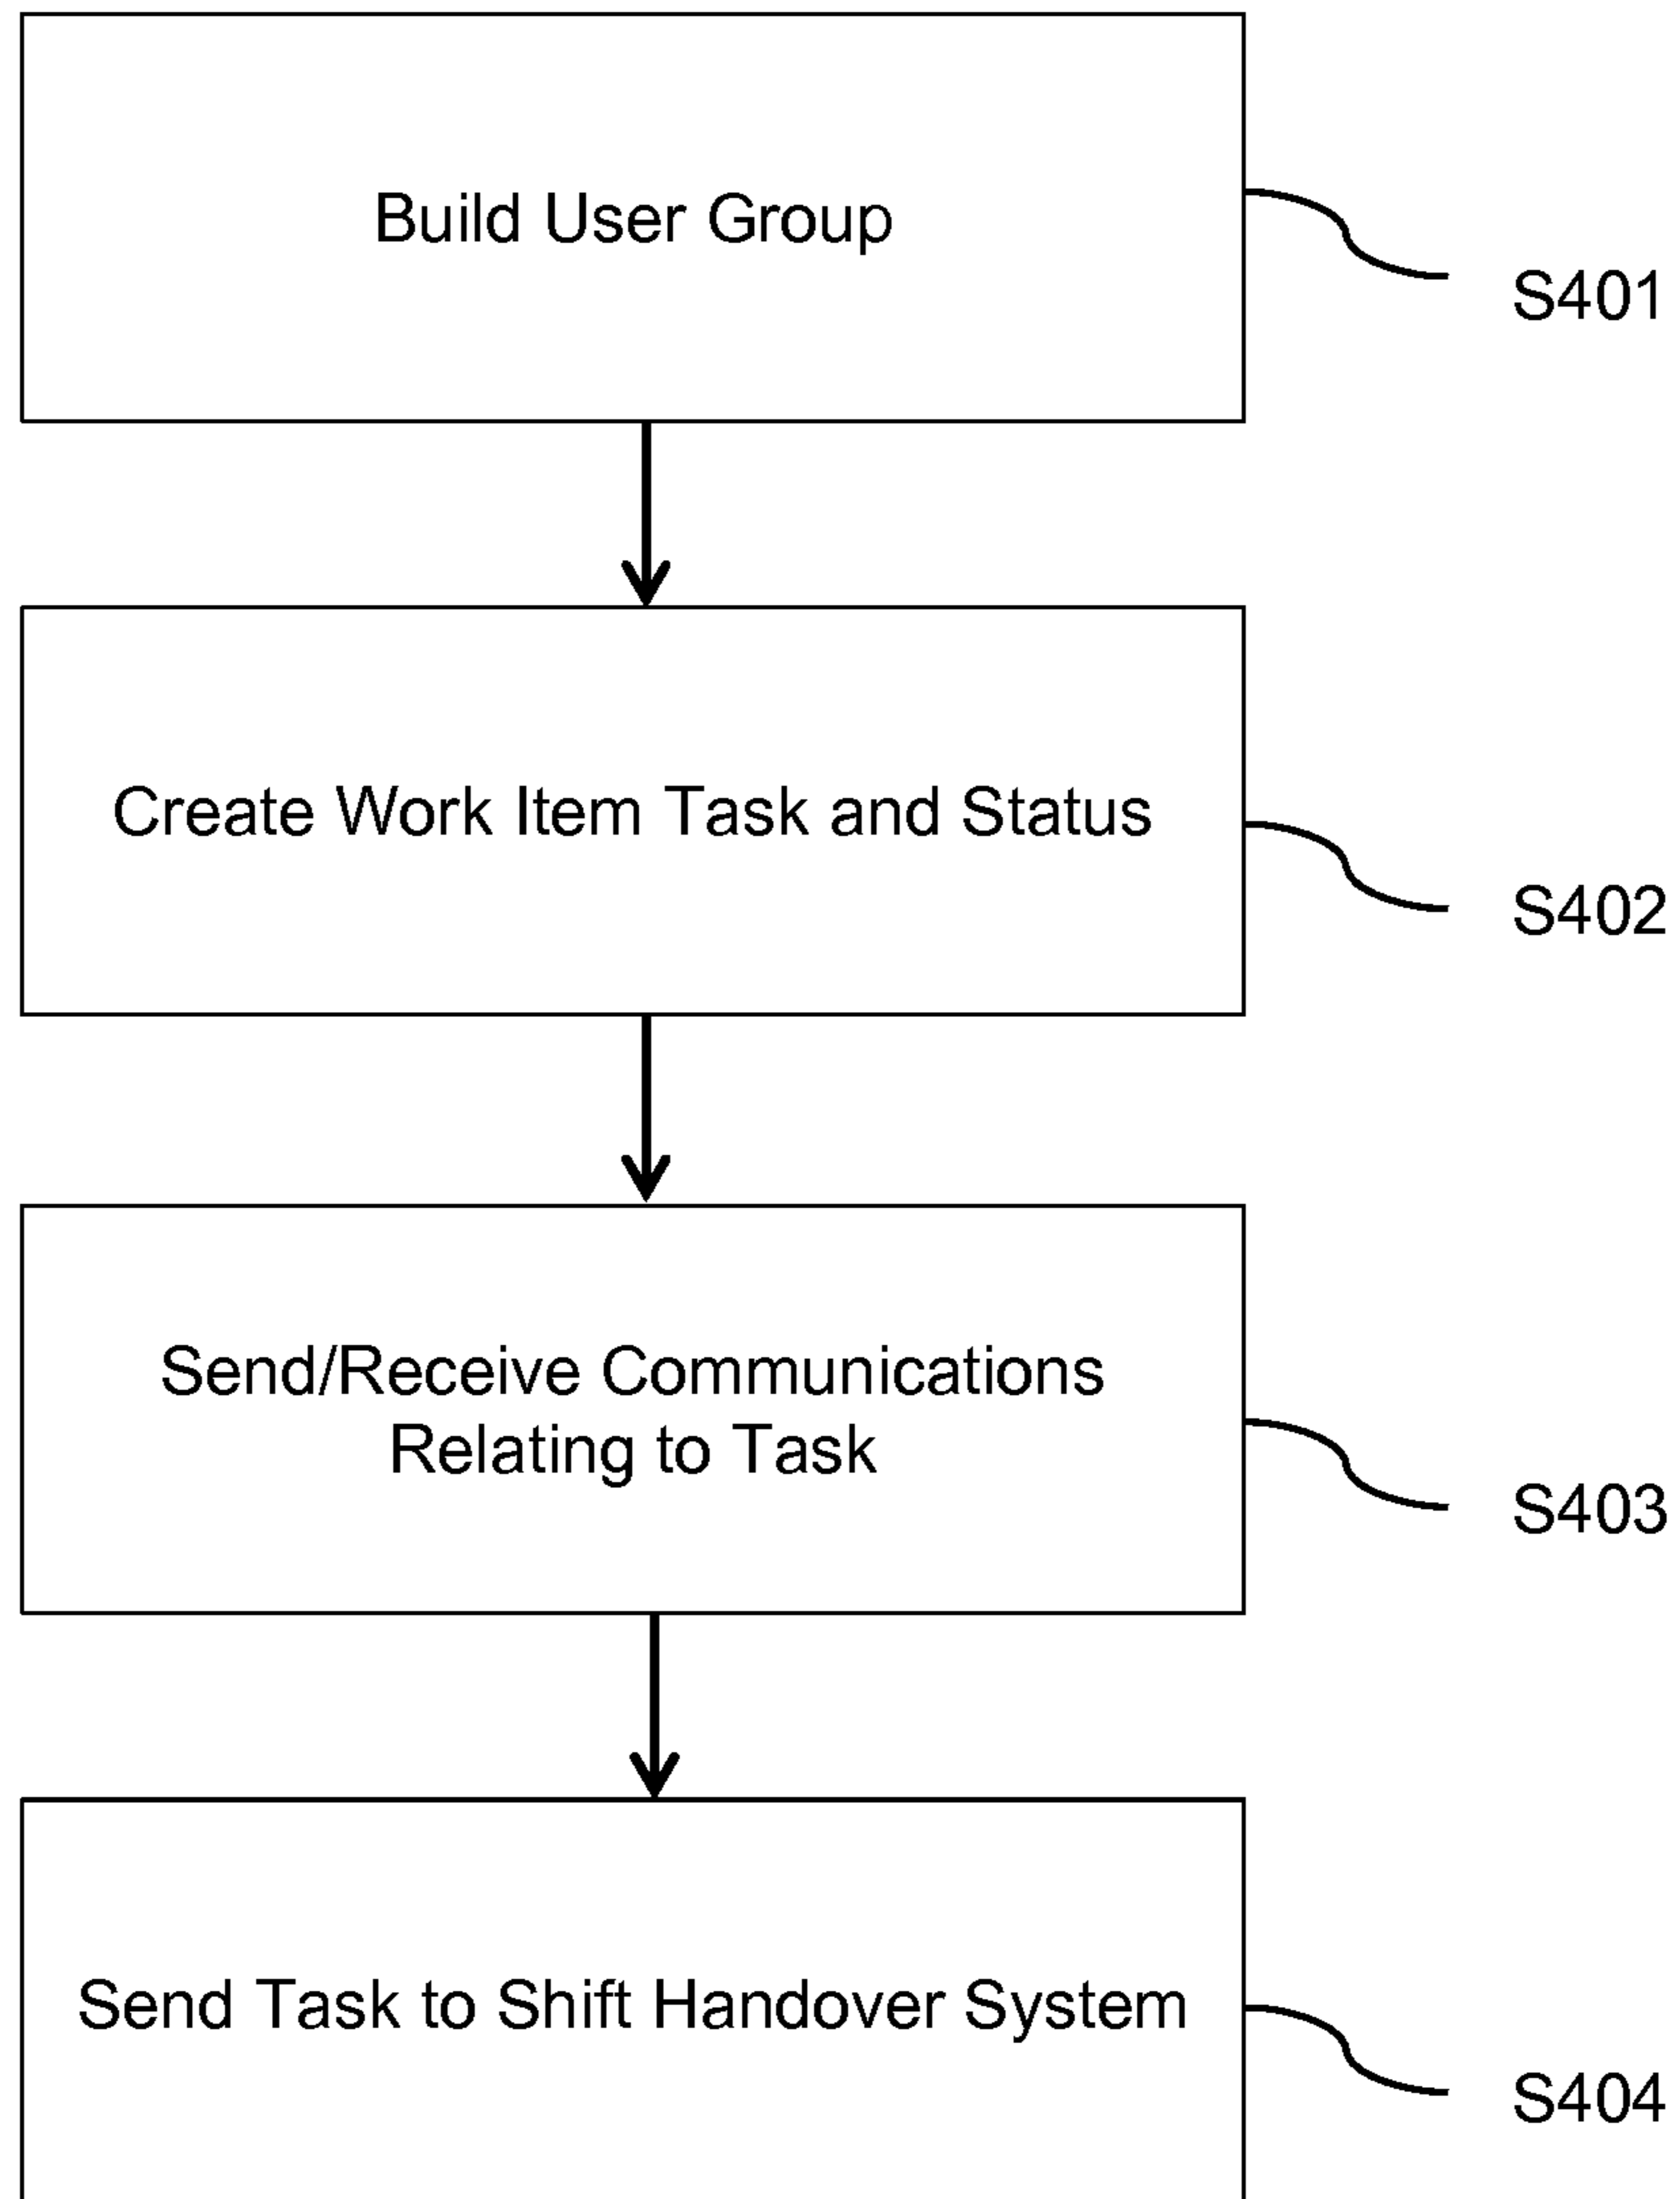 Build User Group
S401
Create Work Item Task and Status
S402
Send/Receive Communications
Relating to Task
S403
Send Task to Shift Handover System
S404